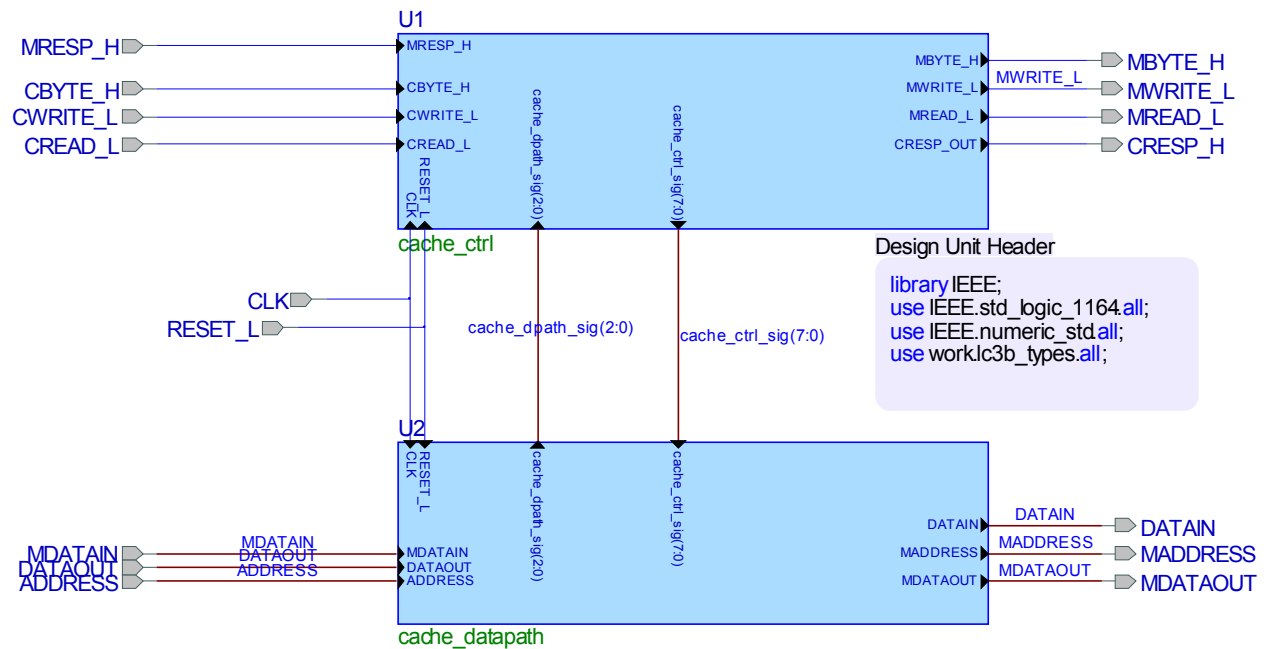 U1
MRESP_H
CBYTE_H
CWRITE_L
CREAD_L
MRESP_H
CBYTE_H
CWRITE_L
CREAD_L
CLK
RESET_L
cache_dpath_sig(2:0)
cache_ctrl_sig(7:0)
MBYTE_H
MWRITE_L
MREAD_L
CRESP_OUT
MWRITE_L
MBYTE_H
MWRITE_L
MREAD_L
CRESP_H
cache_ctrl
Design Unit Header
library IEEE;
use IEEE.std_logic_1164.all;
use IEEE.numeric_std.all;
use work.lc3b_types.all;
CLK
RESET_L
cache_dpath_sig(2:0)
cache_ctrl_sig(7:0)
U2
CLK
RESET_L
cache_dpath_sig(2:0)
cache_ctrl_sig(7:0)
MDATAIN
DATAOUT
ADDRESS
MDATAIN
DATAOUT
ADDRESS
MDATAIN
DATAOUT
ADDRESS
DATAIN
MADDRESS
MDATAOUT
DATAIN
MADDRESS
MDATAOUT
DATAIN
MADDRESS
MDATAOUT
cache_datapath